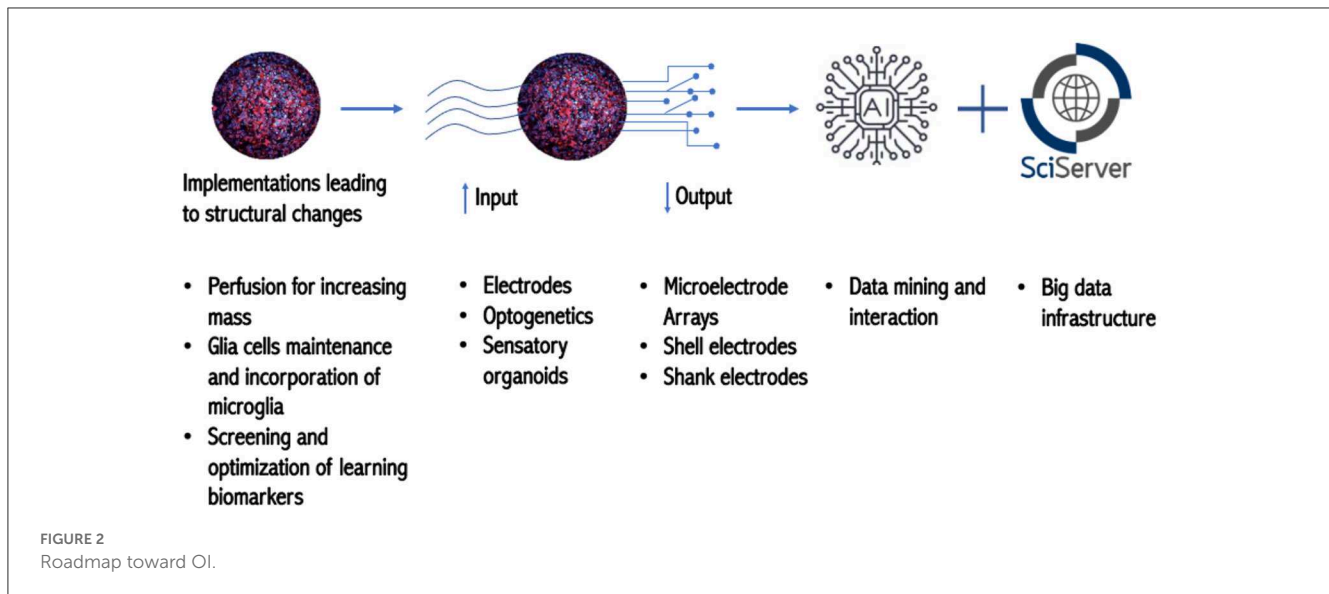 AI
SciServer
Implementations leading
to structural changes
Input
Output
• Perfusion for increasing
mass
• Glia cells maintenance
and incorporation of
microglia
• Screening and
optimization of learning
biomarkers
• Electrodes
• Optogenetics
• Sensatory
organoids
• Microelectrode
Arrays
• Shell electrodes
• Shank electrodes
• Data mining and
interaction
• Big data
infrastructure
FIGURE 2
Roadmap toward OI.